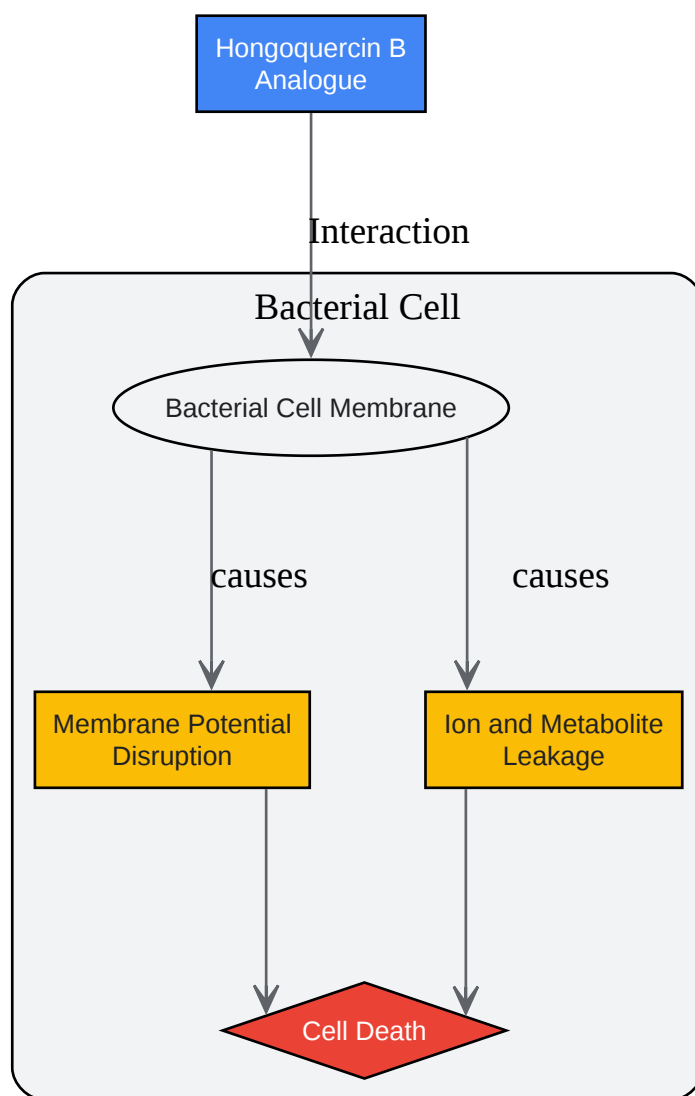 Hongoquercin B
Analogue
Interaction
Bacterial Cell
Bacterial Cell Membrane
causes
causes
Membrane Potential
Disruption
Ion and Metabolite
Leakage
Cell Death